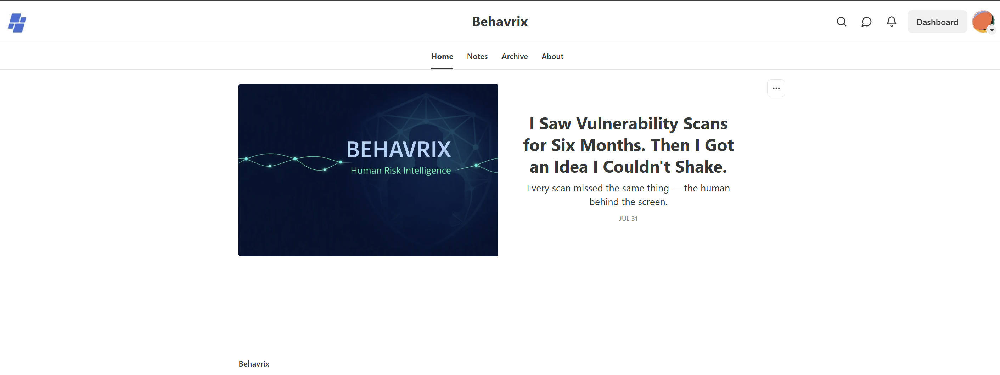 Behavrix
Dashboard
Home Notes Archive About
BEHAVRIX
Human Risk Intelligence
I Saw Vulnerability Scans
for Six Months. Then I Got
an Idea I Couldn't Shake.
Every scan missed the same thing — the human
behind the screen.
JUL 31
Behavrix